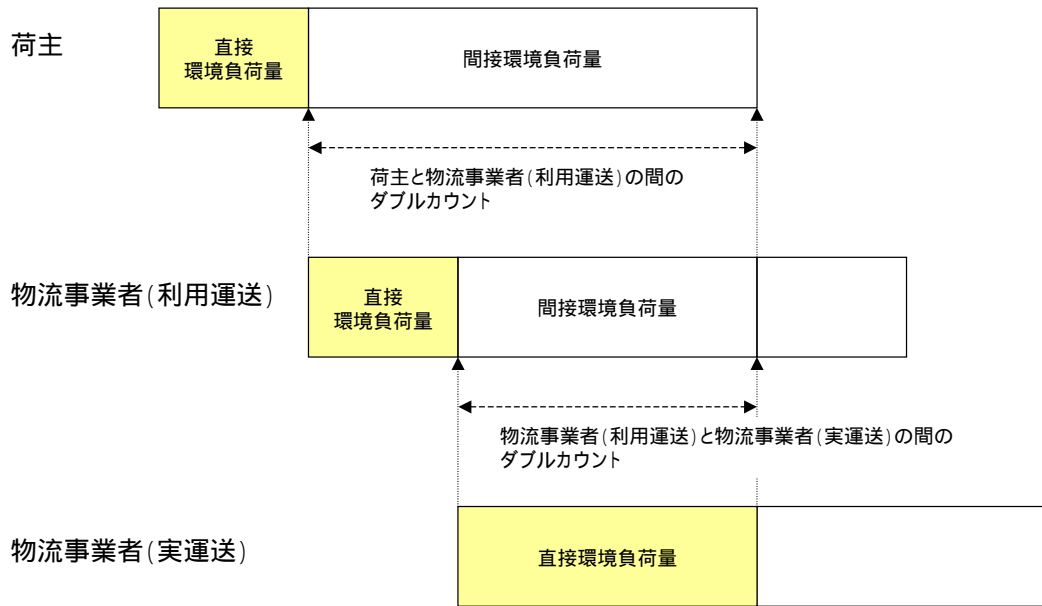 荷主
直接
環境負荷量
間接環境負荷量
荷主と物流事業者(利用運送)の間の
ダブルカウント
物流事業者(利用運送)
直接
環境負荷量
間接環境負荷量
物流事業者(利用運送)と物流事業者(実運送)の間の
ダブルカウント
物流事業者(実運送)
直接環境負荷量